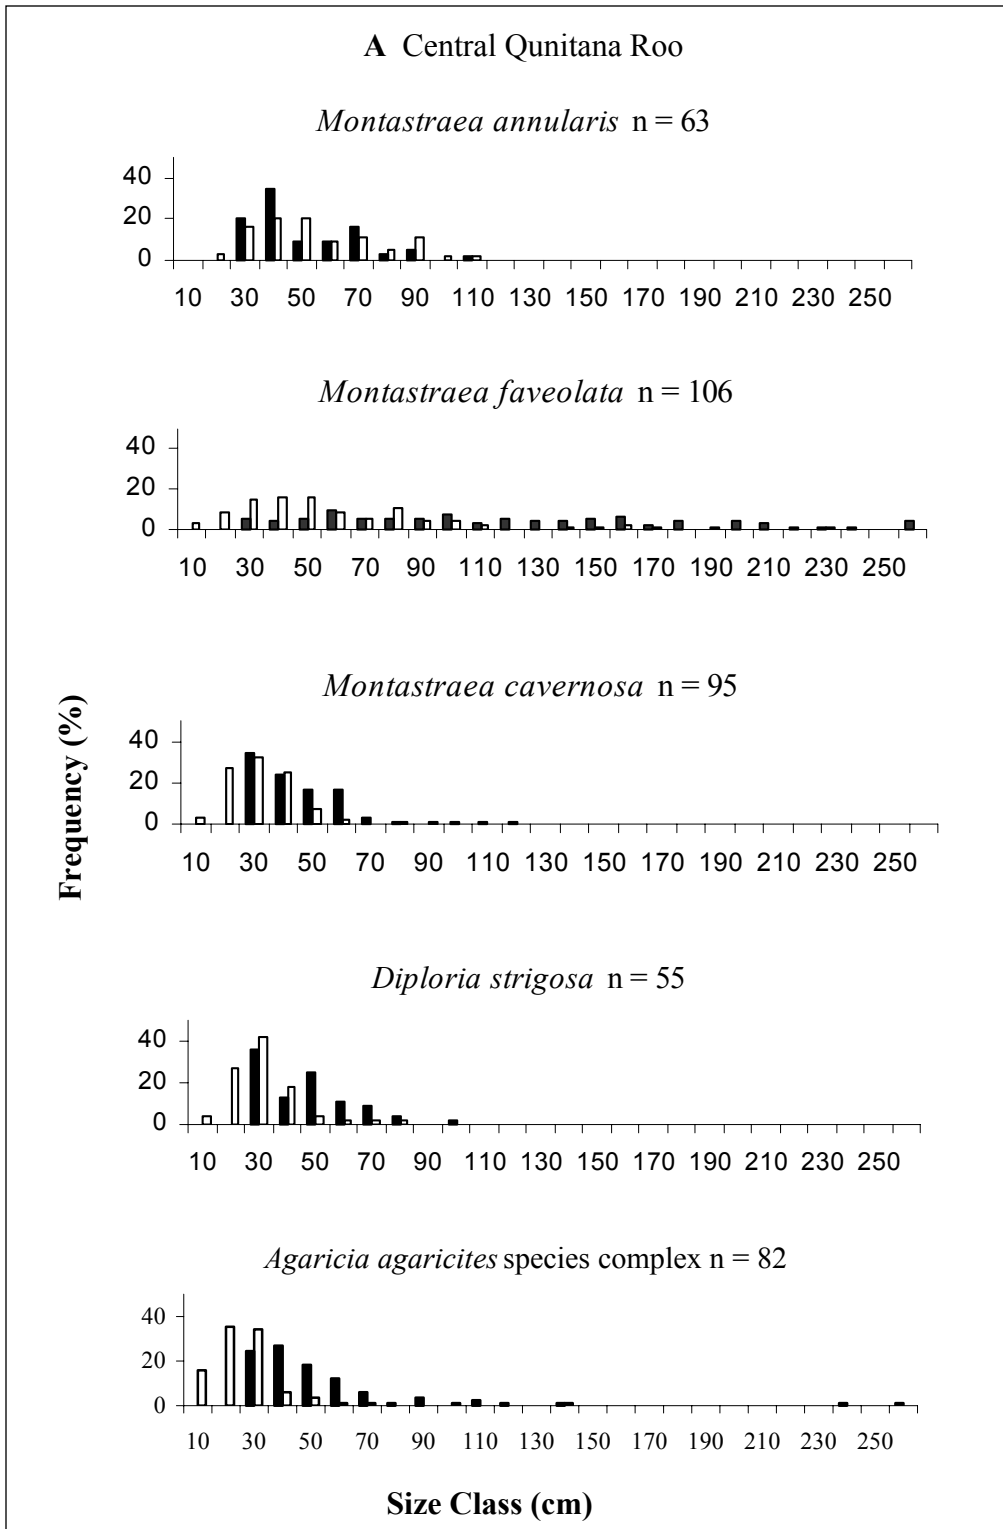 A Central Qunitana Roo
Montastraea annularis n = 63
40
20
0
10 30 50 70 90 110 130 150 170 190 210 230 250
Montastraea faveolata n = 106
40
20
0
10 30 50 70 90 110 130 150 170 190 210 230 250
Montastraea cavernosa n = 95
40
20
0
10 30 50 70 90 110 130 150 170 190 210 230 250
Diploria strigosa n = 55
40
20
0
10 30 50 70 90 110 130 150 170 190 210 230 250
Agaricia agaricites species complex n = 82
40
20
0
10 30 50 70 90 110 130 150 170 190 210 230 250
Frequency (%)
Size Class (cm)